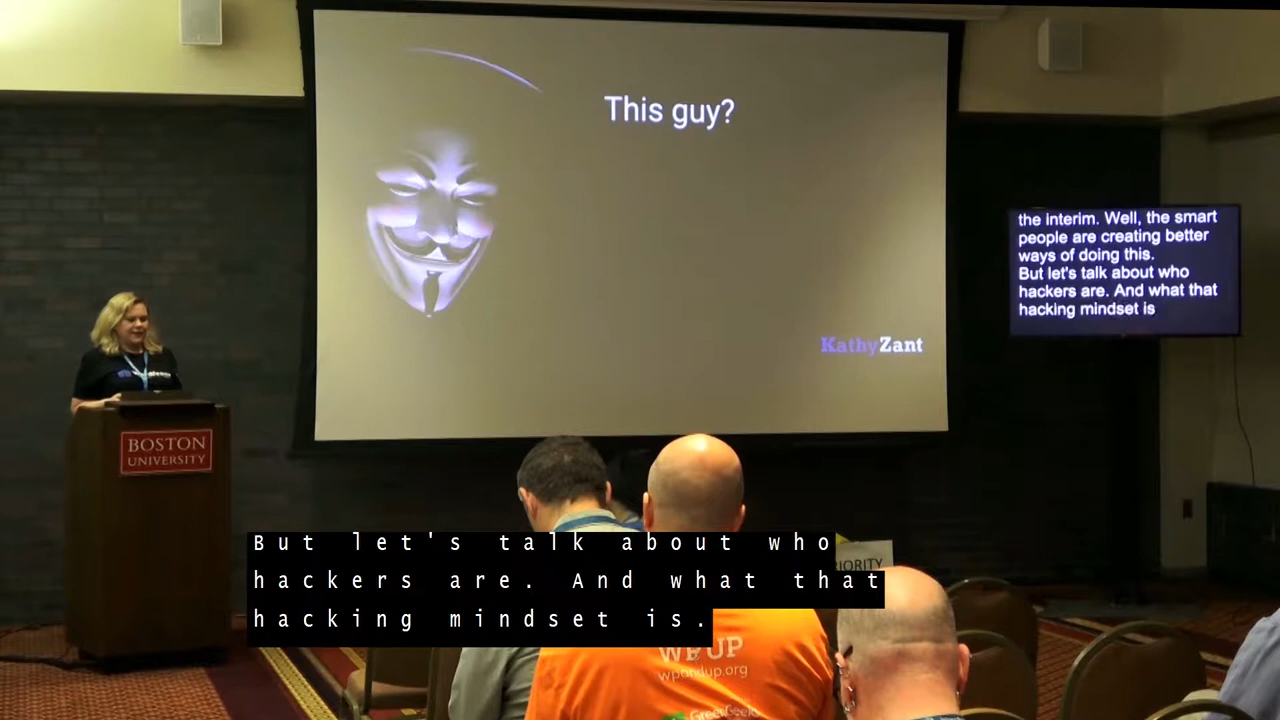 This guy?
KathyZant
the interim. Well, the smart
people are creating better
ways of doing this.
But let's talk about who
hackers are. And what that
hacking mindset is
BOSTON
UNIVERSITY
But let's talk about who
hackers are. And what that
hacking mindset is.
WP UP
wpandup.org
GreenGeeks